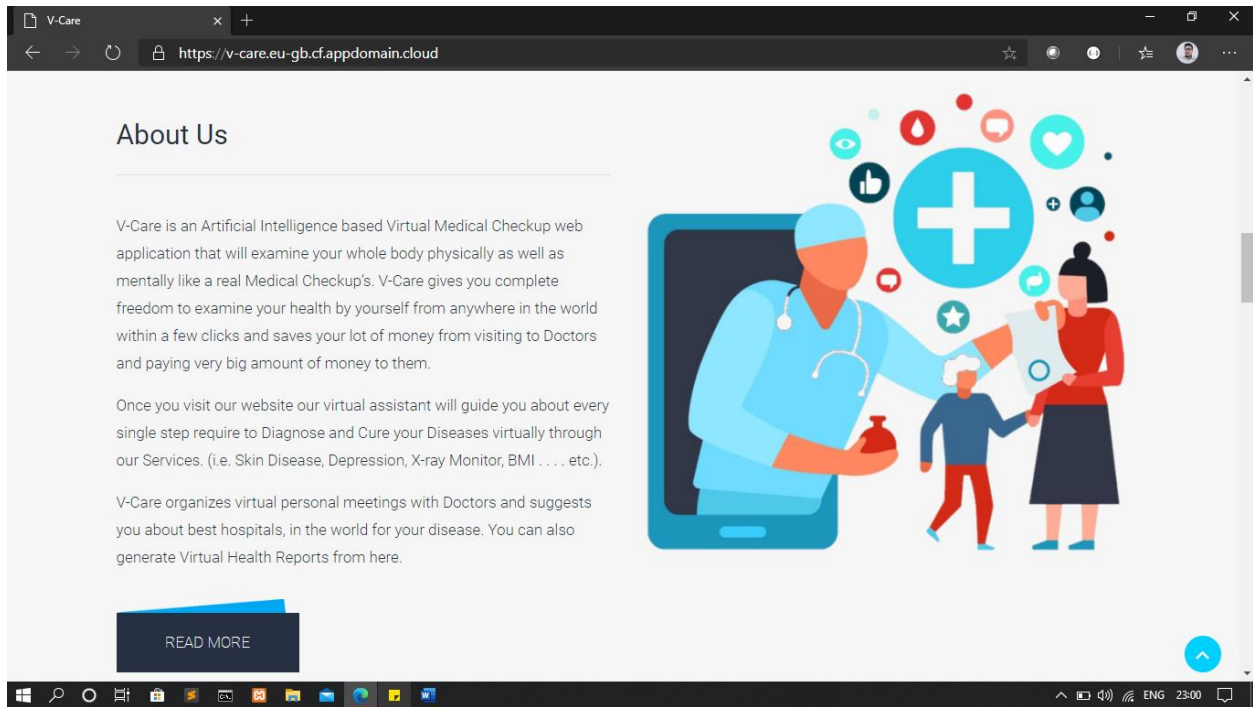 V-Care
https://v-care.eu-gb.cf.appdomain.cloud
About Us
V-Care is an Artificial Intelligence based Virtual Medical Checkup web
application that will examine your whole body physically as well as
mentally like a real Medical Checkup's. V-Care gives you complete
freedom to examine your health by yourself from anywhere in the world
within a few clicks and saves your lot of money from visiting to Doctors
and paying very big amount of money to them.
Once you visit our website our virtual assistant will guide you about every
single step require to Diagnose and Cure your Diseases virtually through
our Services. (i.e. Skin Disease, Depression, X-ray Monitor, BMI . . . . etc.).
V-Care organizes virtual personal meetings with Doctors and suggests
you about best hospitals, in the world for your disease. You can also
generate Virtual Health Reports from here.
READ MORE
ENG 23:00